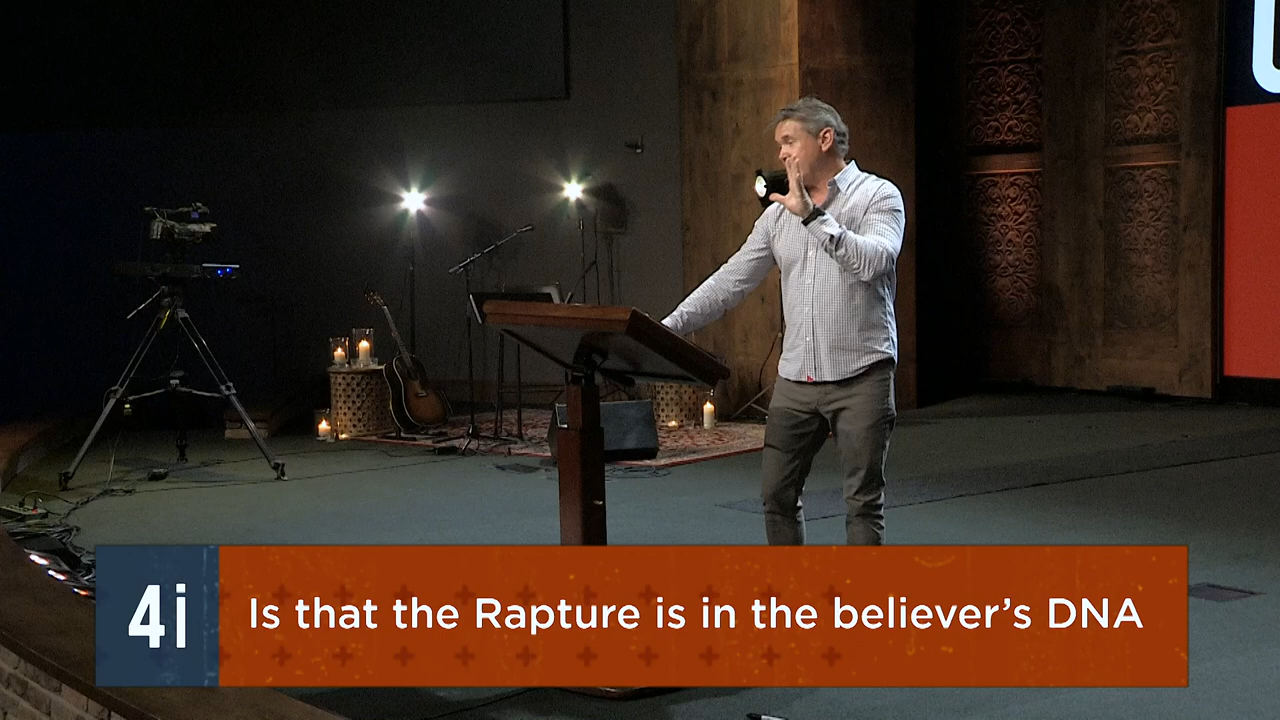 4i
Is that the Rapture is in the believer's DNA